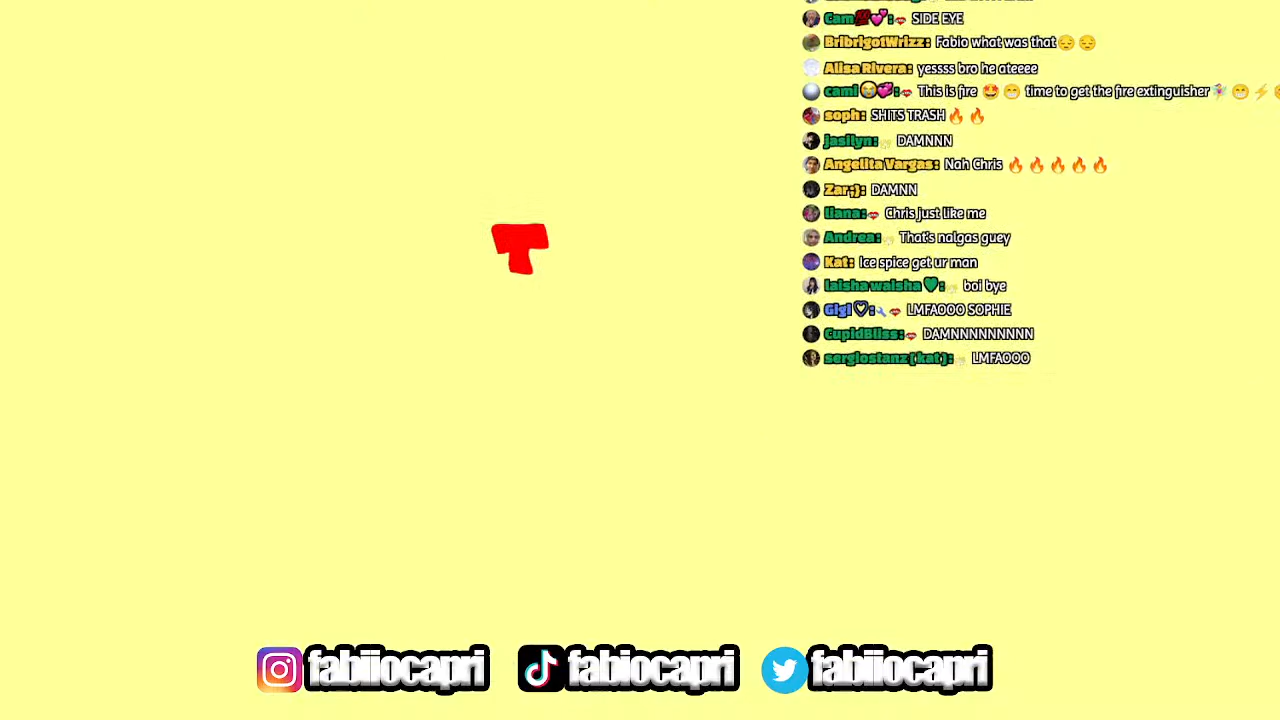 Cam💯💕: SIDE EYE
BribrigotWrizz: Fabio what was that😔 😔
Alisa Rivera: yessss bro he ateeee
cami😭💞: This is fire 🤩 😁 time to get the fire extinguisher🧚 😁 ⚡
soph: SHITS TRASH🔥 🔥
jasilyn: DAMNNN
Angelita Vargas: Nah Chris 🔥 🔥 🔥 🔥 🔥
Zar;): DAMNN
liana: Chris just like me
Andrea: That's nalgas guey
Kat: Ice spice get ur man
laisha waisha💚: boi bye
Gigi♡: LMFAOOO SOPHIE
CupidBliss: DAMNNNNNNNNNN
sergiostanz(kat): LMFAOOO
T
fabiiocapri fabiocapri fabiiocapri